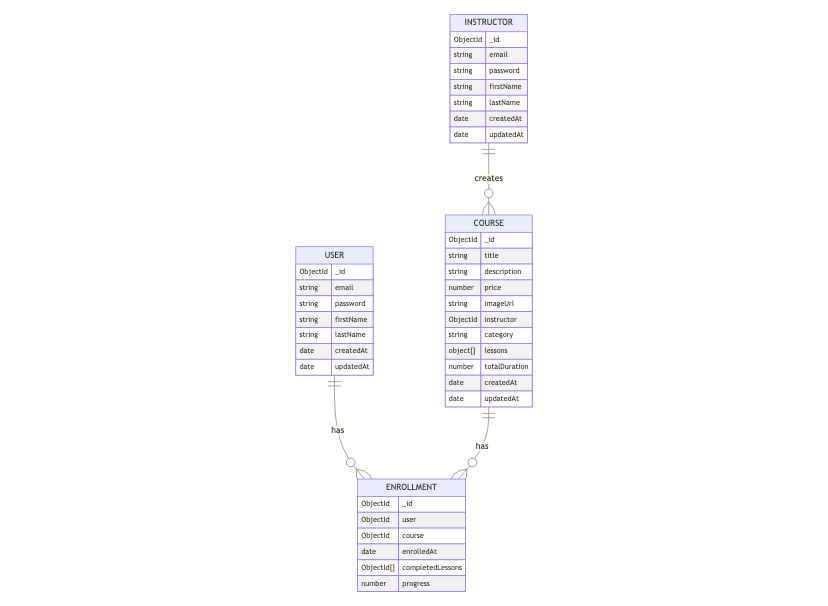 INSTRUCTOR
ObjectId _id
string email
string password
string firstName
string lastName
date createdAt
date updatedAt
creates
COURSE
ObjectId _id
string title
string description
number price
string imageUrl
ObjectId instructor
string category
object[] lessons
number totalDuration
date createdAt
date updatedAt
USER
ObjectId _id
string email
string password
string firstName
string lastName
date createdAt
date updatedAt
has
has
ENROLLMENT
ObjectId _id
ObjectId user
ObjectId course
date enrolledAt
ObjectId[] completedLessons
number progress